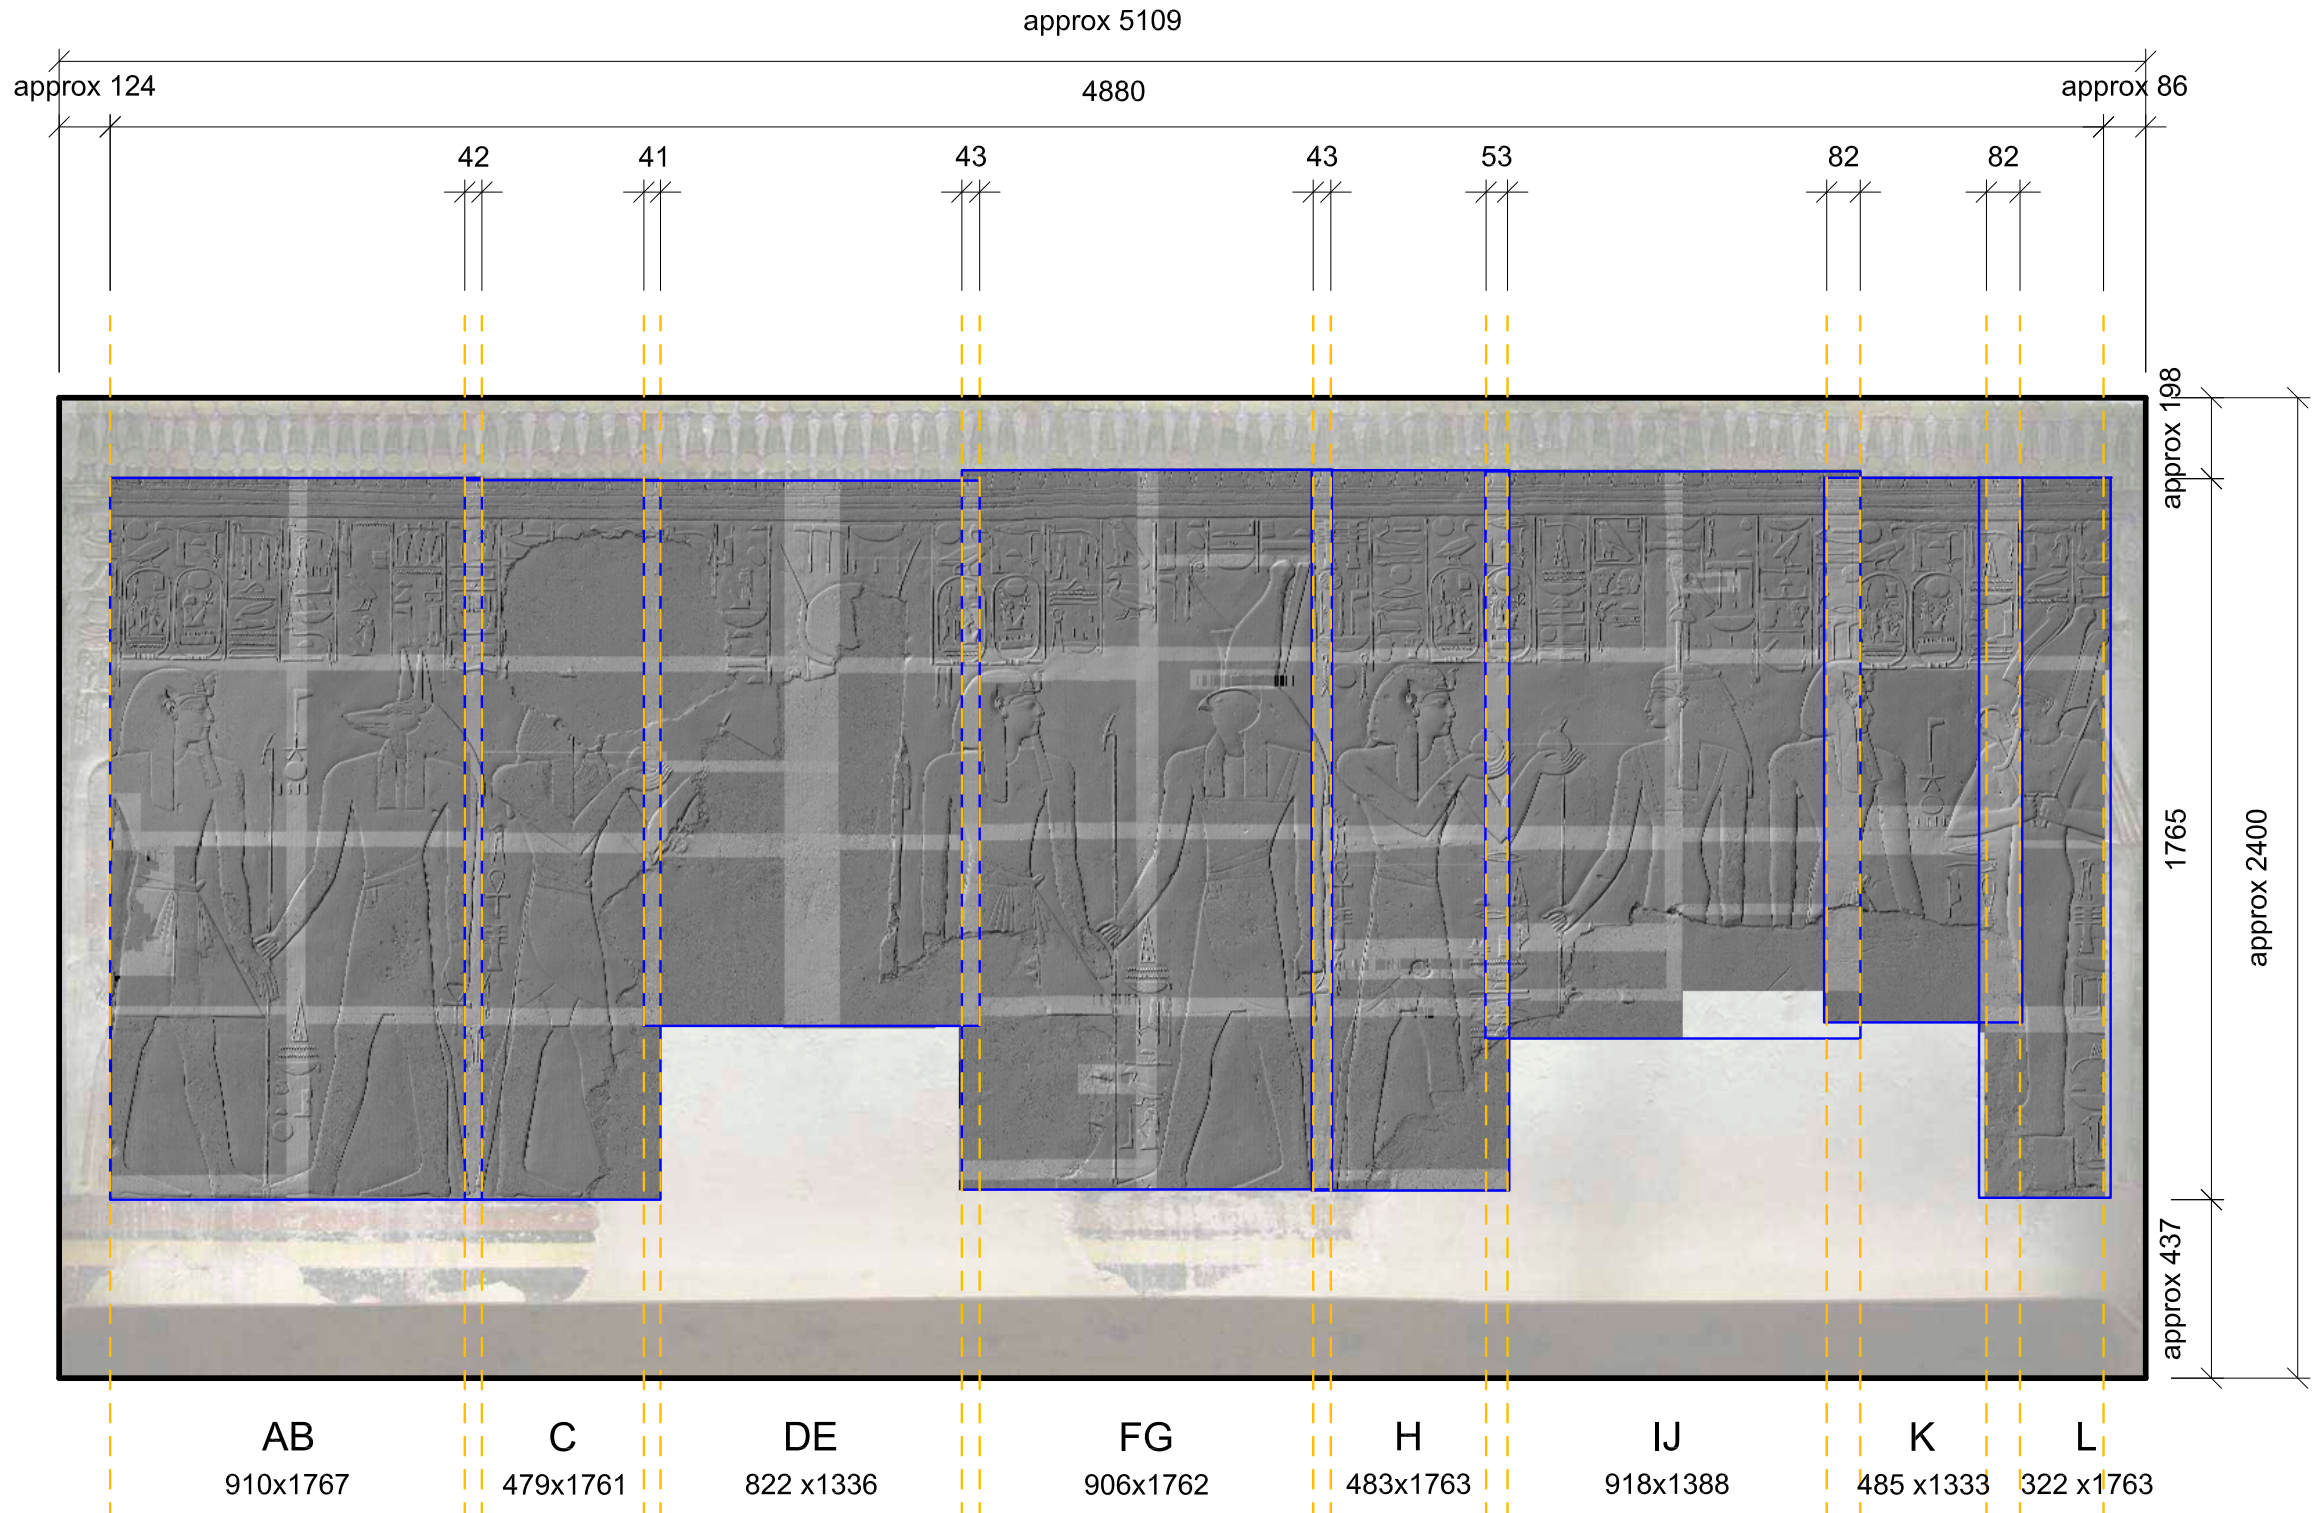 approx 5109
approx 124
4880
approx 86
42
41
43
43
53
82
82
approx 198
1765
approx 2400
approx 437
AB
C
DE
FG
H
IJ
K
L
910x1767
479x1761
822 x1336
906x1762
483x1763
918x1388
485 x1333
322 x1763